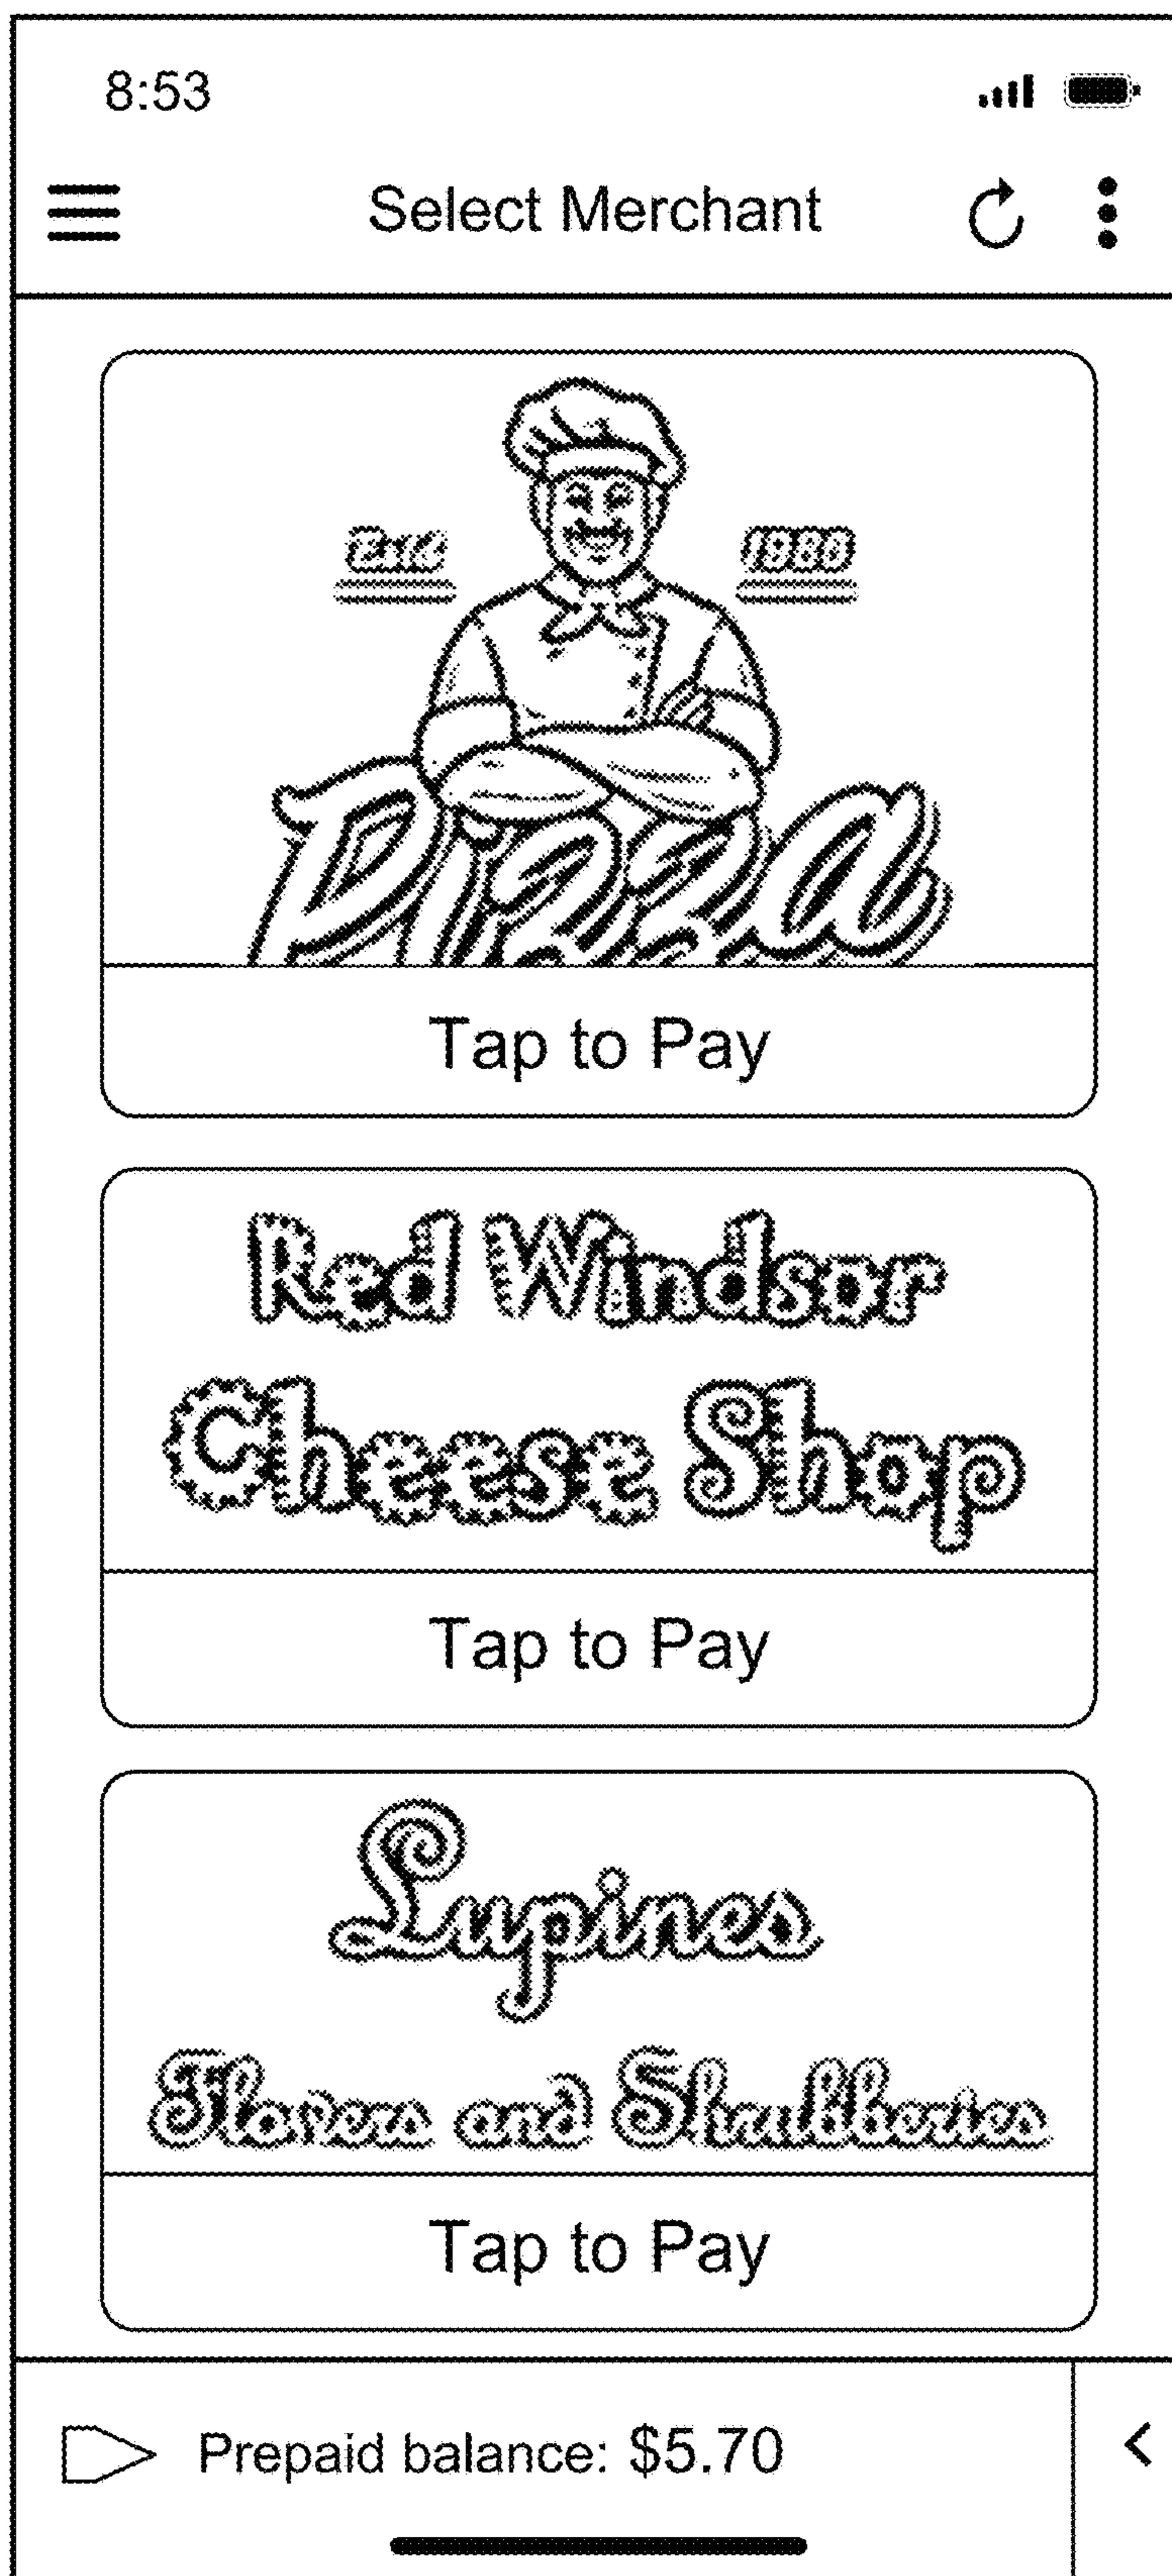 8:53
Select Merchant
Estd 1980
Pizza
Tap to Pay
Red Windsor
Cheese Shop
Tap to Pay
Lupines
Flowers and Shrubberies
Tap to Pay
Prepaid balance: $5.70